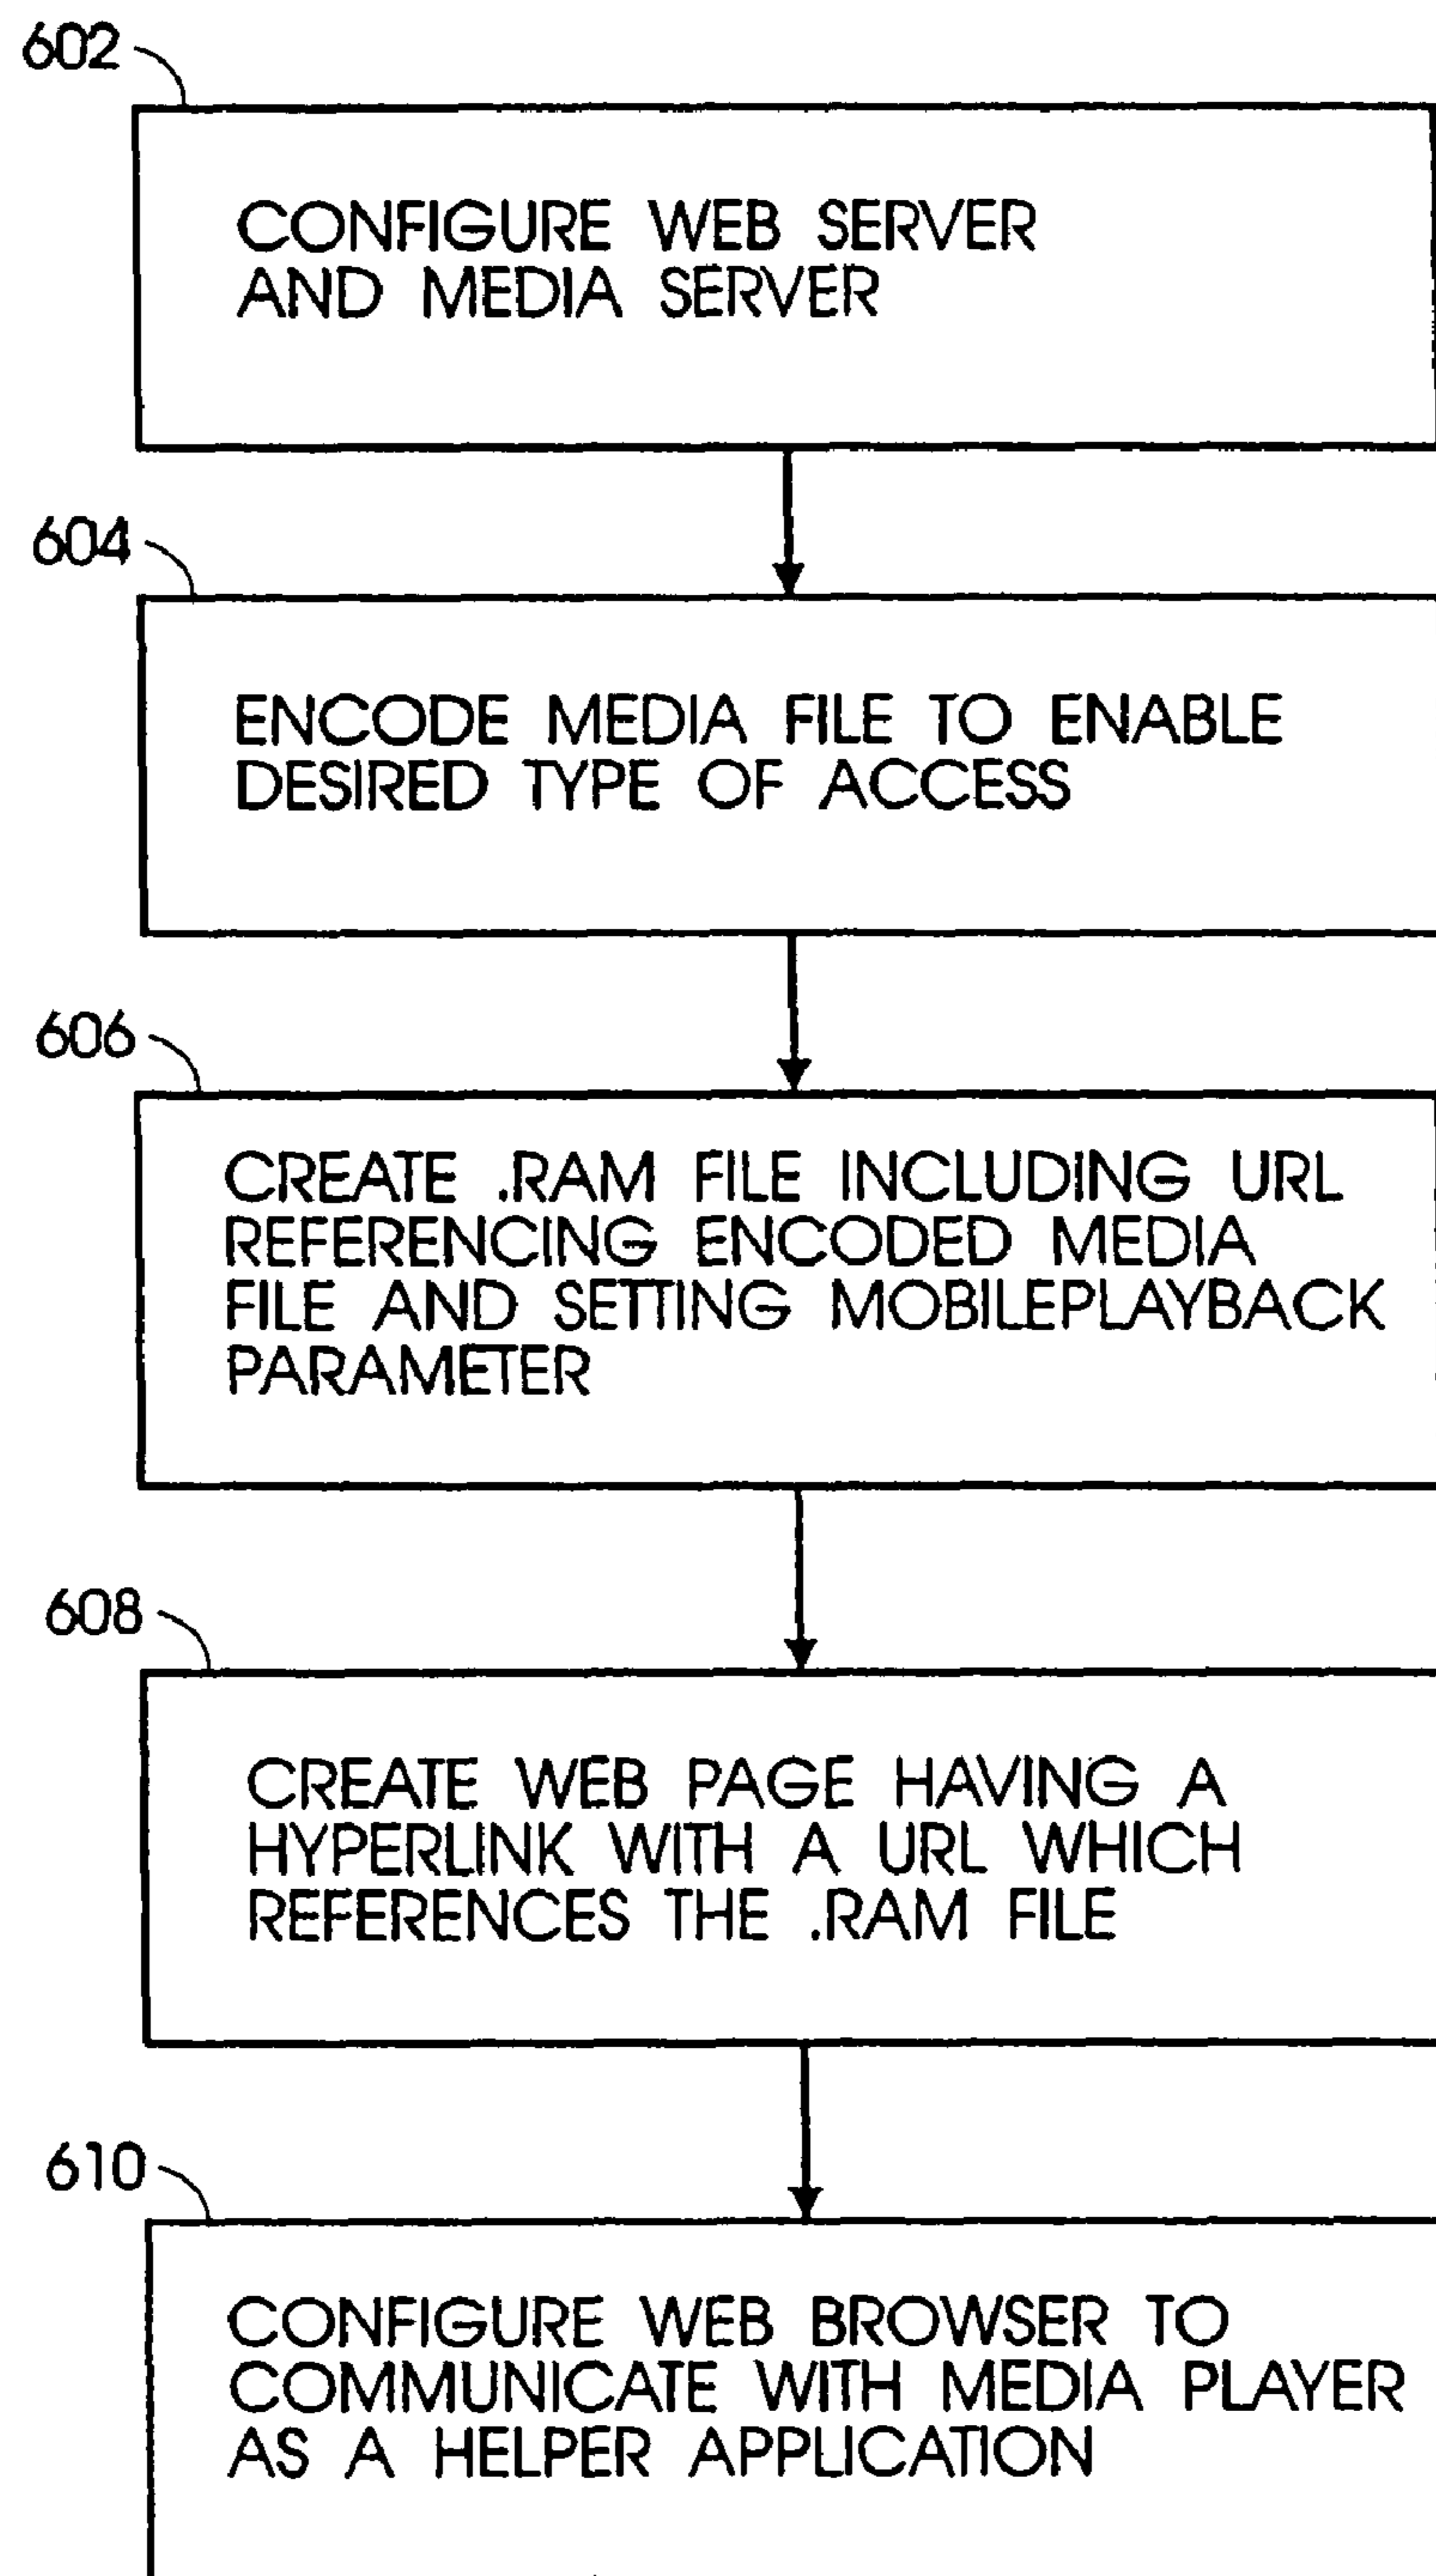 602
CONFIGURE WEB SERVER
AND MEDIA SERVER
604
ENCODE MEDIA FILE TO ENABLE
DESIRED TYPE OF ACCESS
606
CREATE .RAM FILE INCLUDING URL
REFERENCING ENCODED MEDIA
FILE AND SETTING MOBILEPLAYBACK
PARAMETER
608
CREATE WEB PAGE HAVING A
HYPERLINK WITH A URL WHICH
REFERENCES THE .RAM FILE
610
CONFIGURE WEB BROWSER TO
COMMUNICATE WITH MEDIA PLAYER
AS A HELPER APPLICATION